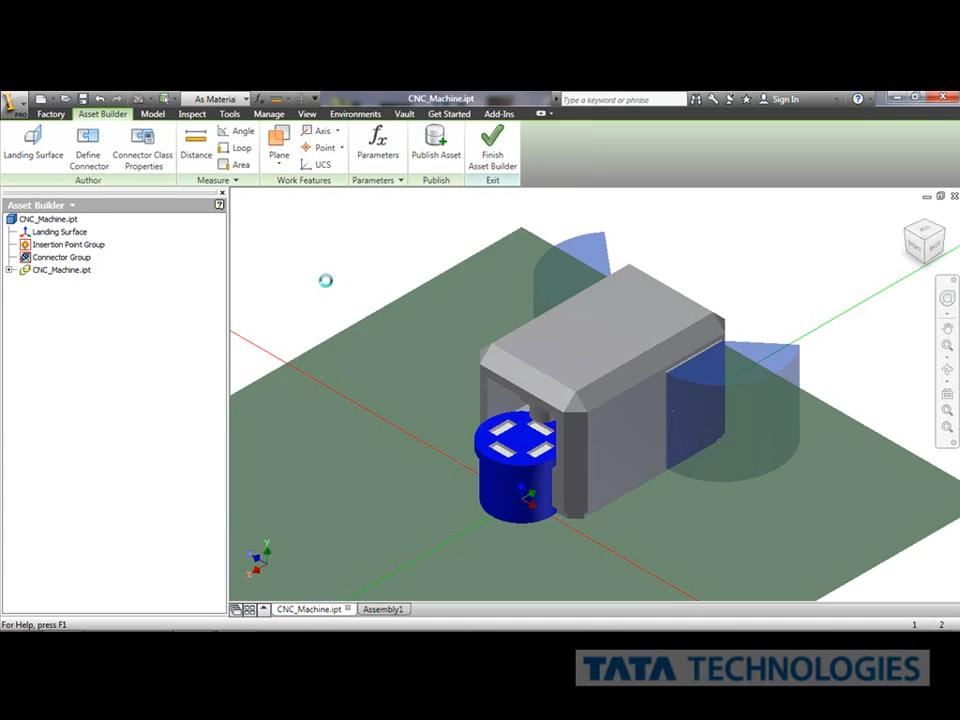 As Material
CNC_Machine.ipt
Type a keyword or phrase
Sign In
PRO
Factory
Asset Builder
Model
Inspect
Tools
Manage
View
Environments
Vault
Get Started
Add-Ins
Landing Surface
Define Connector
Connector Class Properties
Distance
Angle
Loop
Area
Plane
Axis
Point
UCS
Parameters
Publish Asset
Finish Asset Builder
Author
Measure
Work Features
Parameters
Publish
Exit
Asset Builder
CNC_Machine.ipt
Landing Surface
Insertion Point Group
Connector Group
CNC_Machine.ipt
BACK
Y
X
CNC_Machine.ipt
Assembly1
For Help, press F1
1
2
TATA TECHNOLOGIES